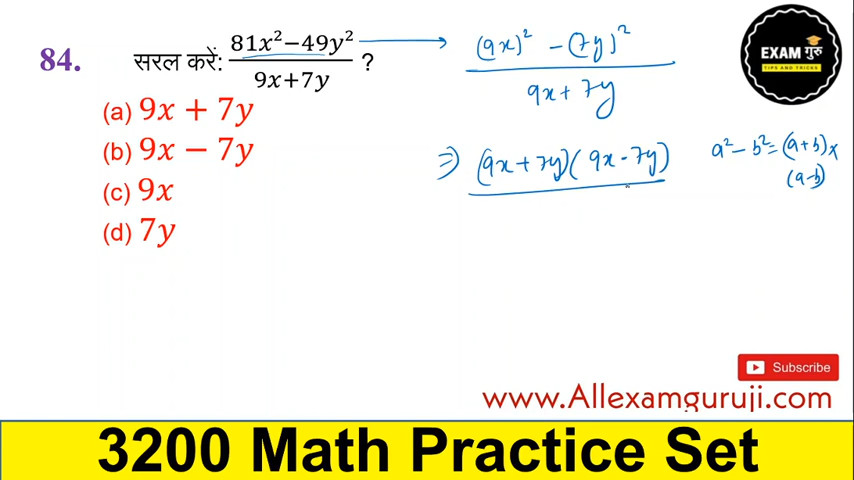 84. सरल करें: 81x²−49y² / 9x+7y ?
(9x)² - (7y)² / 9x + 7y
(a) 9x + 7y
(b) 9x − 7y
(c) 9x
(d) 7y
⇒ (9x + 7y)(9x - 7y)
a² - b² = (a + b) ×
(a-b)
EXAM गुरु
TIPS AND TRICKS
Subscribe
www.Allexamguruji.com
3200 Math Practice Set